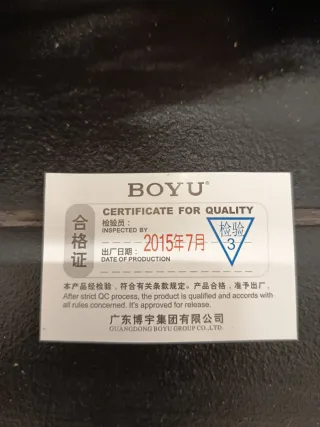 BOYU®
合格证
CERTIFICATE FOR QUALITY
检验员：
INSPECTED BY
检验
3
出厂日期：
2015年7月
DATE OF PRODUCTION
本产品经检验，符合有关条款规定。产品合格，准予出厂。
After strict QC process, the product is qualified and accords with
all rules concerned. It's approved for release.
广东博宇集团有限公司
GUANGDONG BOYU GROUP CO.,LTD.